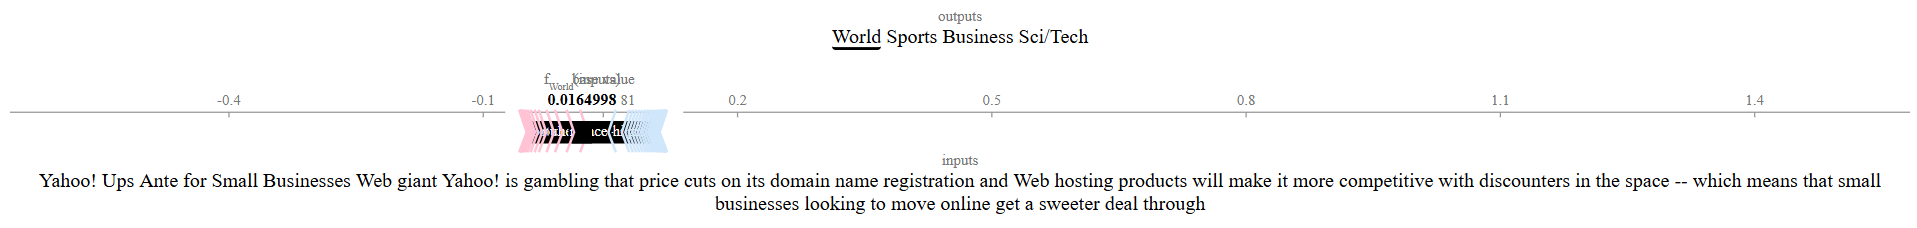 outputs
World Sports Business Sci/Tech
-0.4 -0.1 0.2 0.5 0.8 1.1 1.4
0.0164998
inputs
Yahoo! Ups Ante for Small Businesses Web giant Yahoo! is gambling that price cuts on its domain name registration and Web hosting products will make it more competitive with discounters in the space -- which means that small
businesses looking to move online get a sweeter deal through